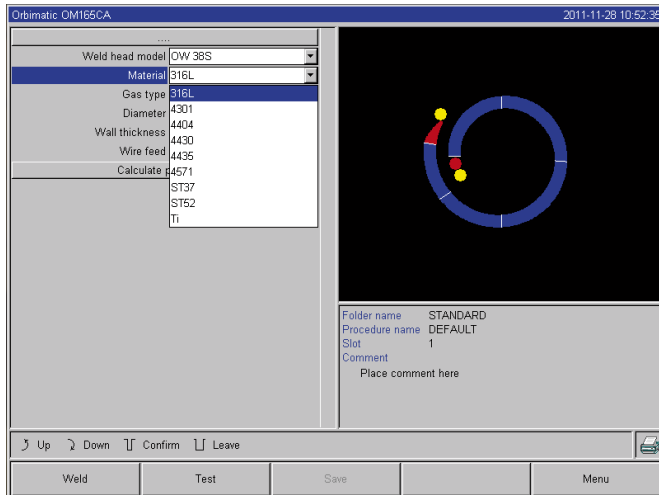 Orbimatic OM165CA 2011-11-28 10:52:35
....
Weld head model OW 38S
Material 316L
Gas type 316L
Diameter 4301
4404
Wall thickness 4430
Wire feed 4435
Calculate p 4571
ST37
ST52
Ti
Folder name STANDARD
Procedure name DEFAULT
Slot 1
Comment
Place comment here
Up Down Confirm Leave
Weld Test Save Menu